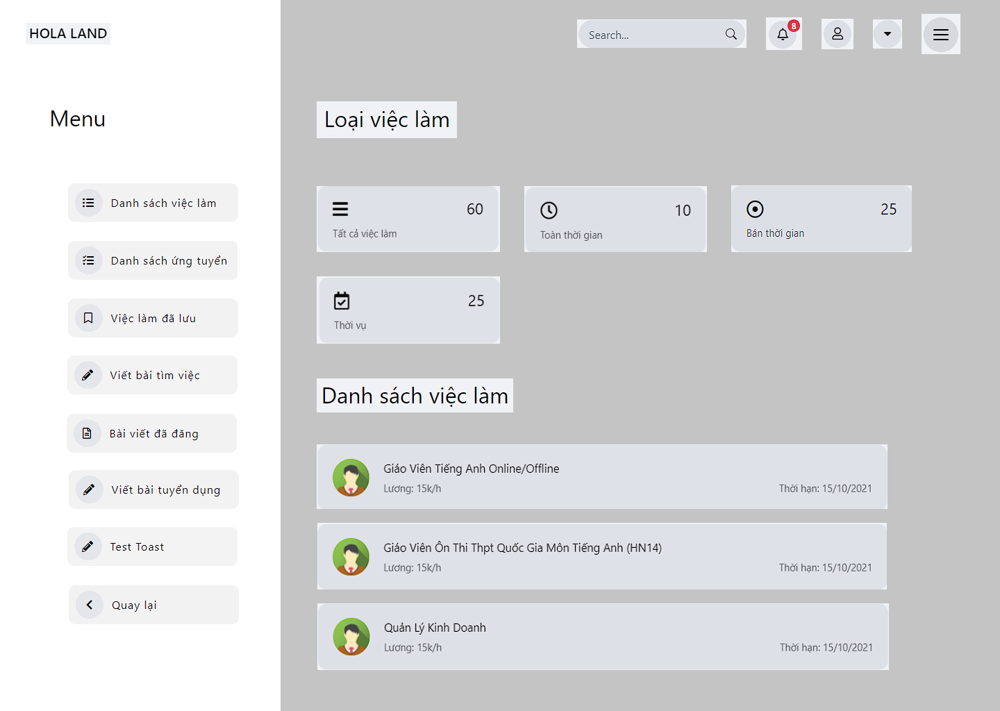 HOLA LAND
Search...
8
Menu
Danh sách việc làm
Danh sách ứng tuyển
Việc làm đã lưu
Viết bài tìm việc
Bài viết đã đăng
Viết bài tuyển dụng
Test Toast
Quay lại
Loại việc làm
60
Tất cả việc làm
10
Toàn thời gian
25
Bán thời gian
25
Thời vụ
Danh sách việc làm
Giáo Viên Tiếng Anh Online/Offline
Lương: 15k/h
Thời hạn: 15/10/2021
Giáo Viên Ôn Thi Thpt Quốc Gia Môn Tiếng Anh (HN14)
Lương: 15k/h
Thời hạn: 15/10/2021
Quản Lý Kinh Doanh
Lương: 15k/h
Thời hạn: 15/10/2021